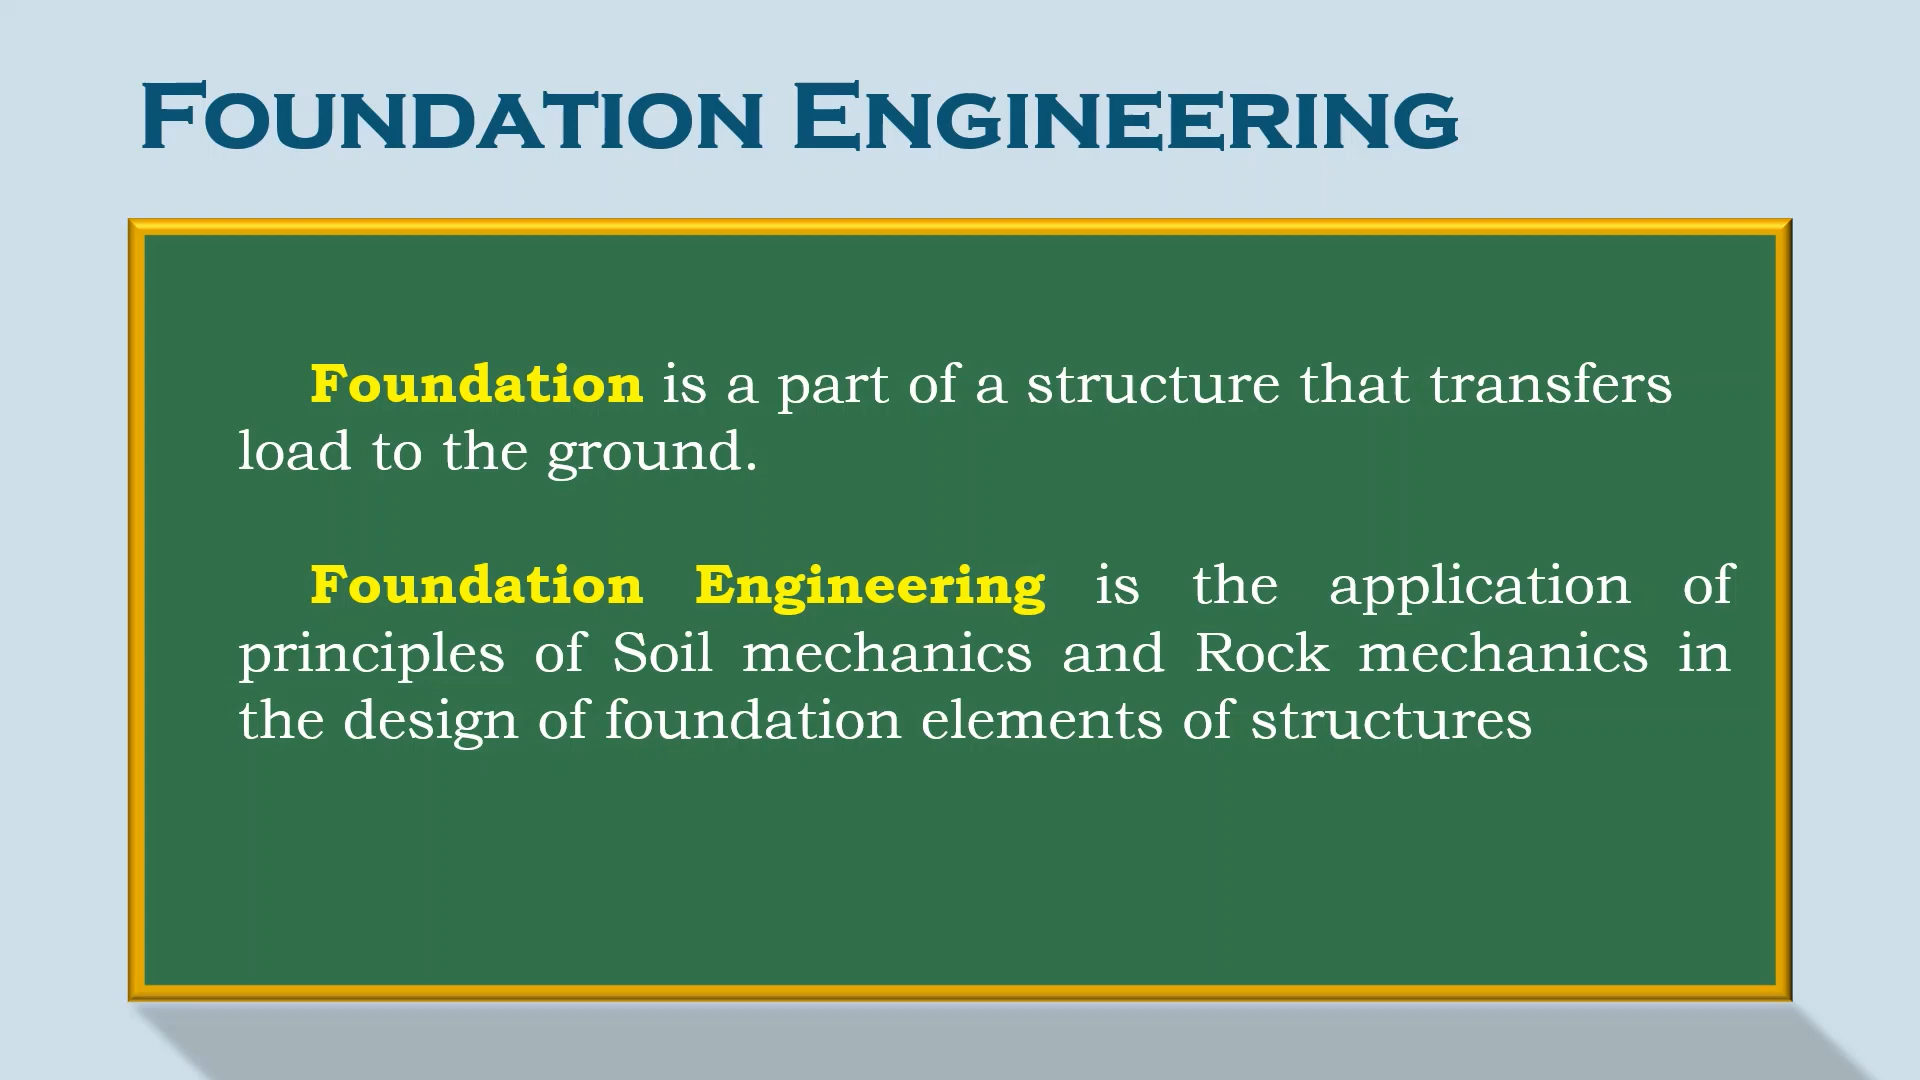 Foundation Engineering
Foundation is a part of a structure that transfers
load to the ground.
Foundation Engineering is the application of
principles of Soil mechanics and Rock mechanics in
the design of foundation elements of structures